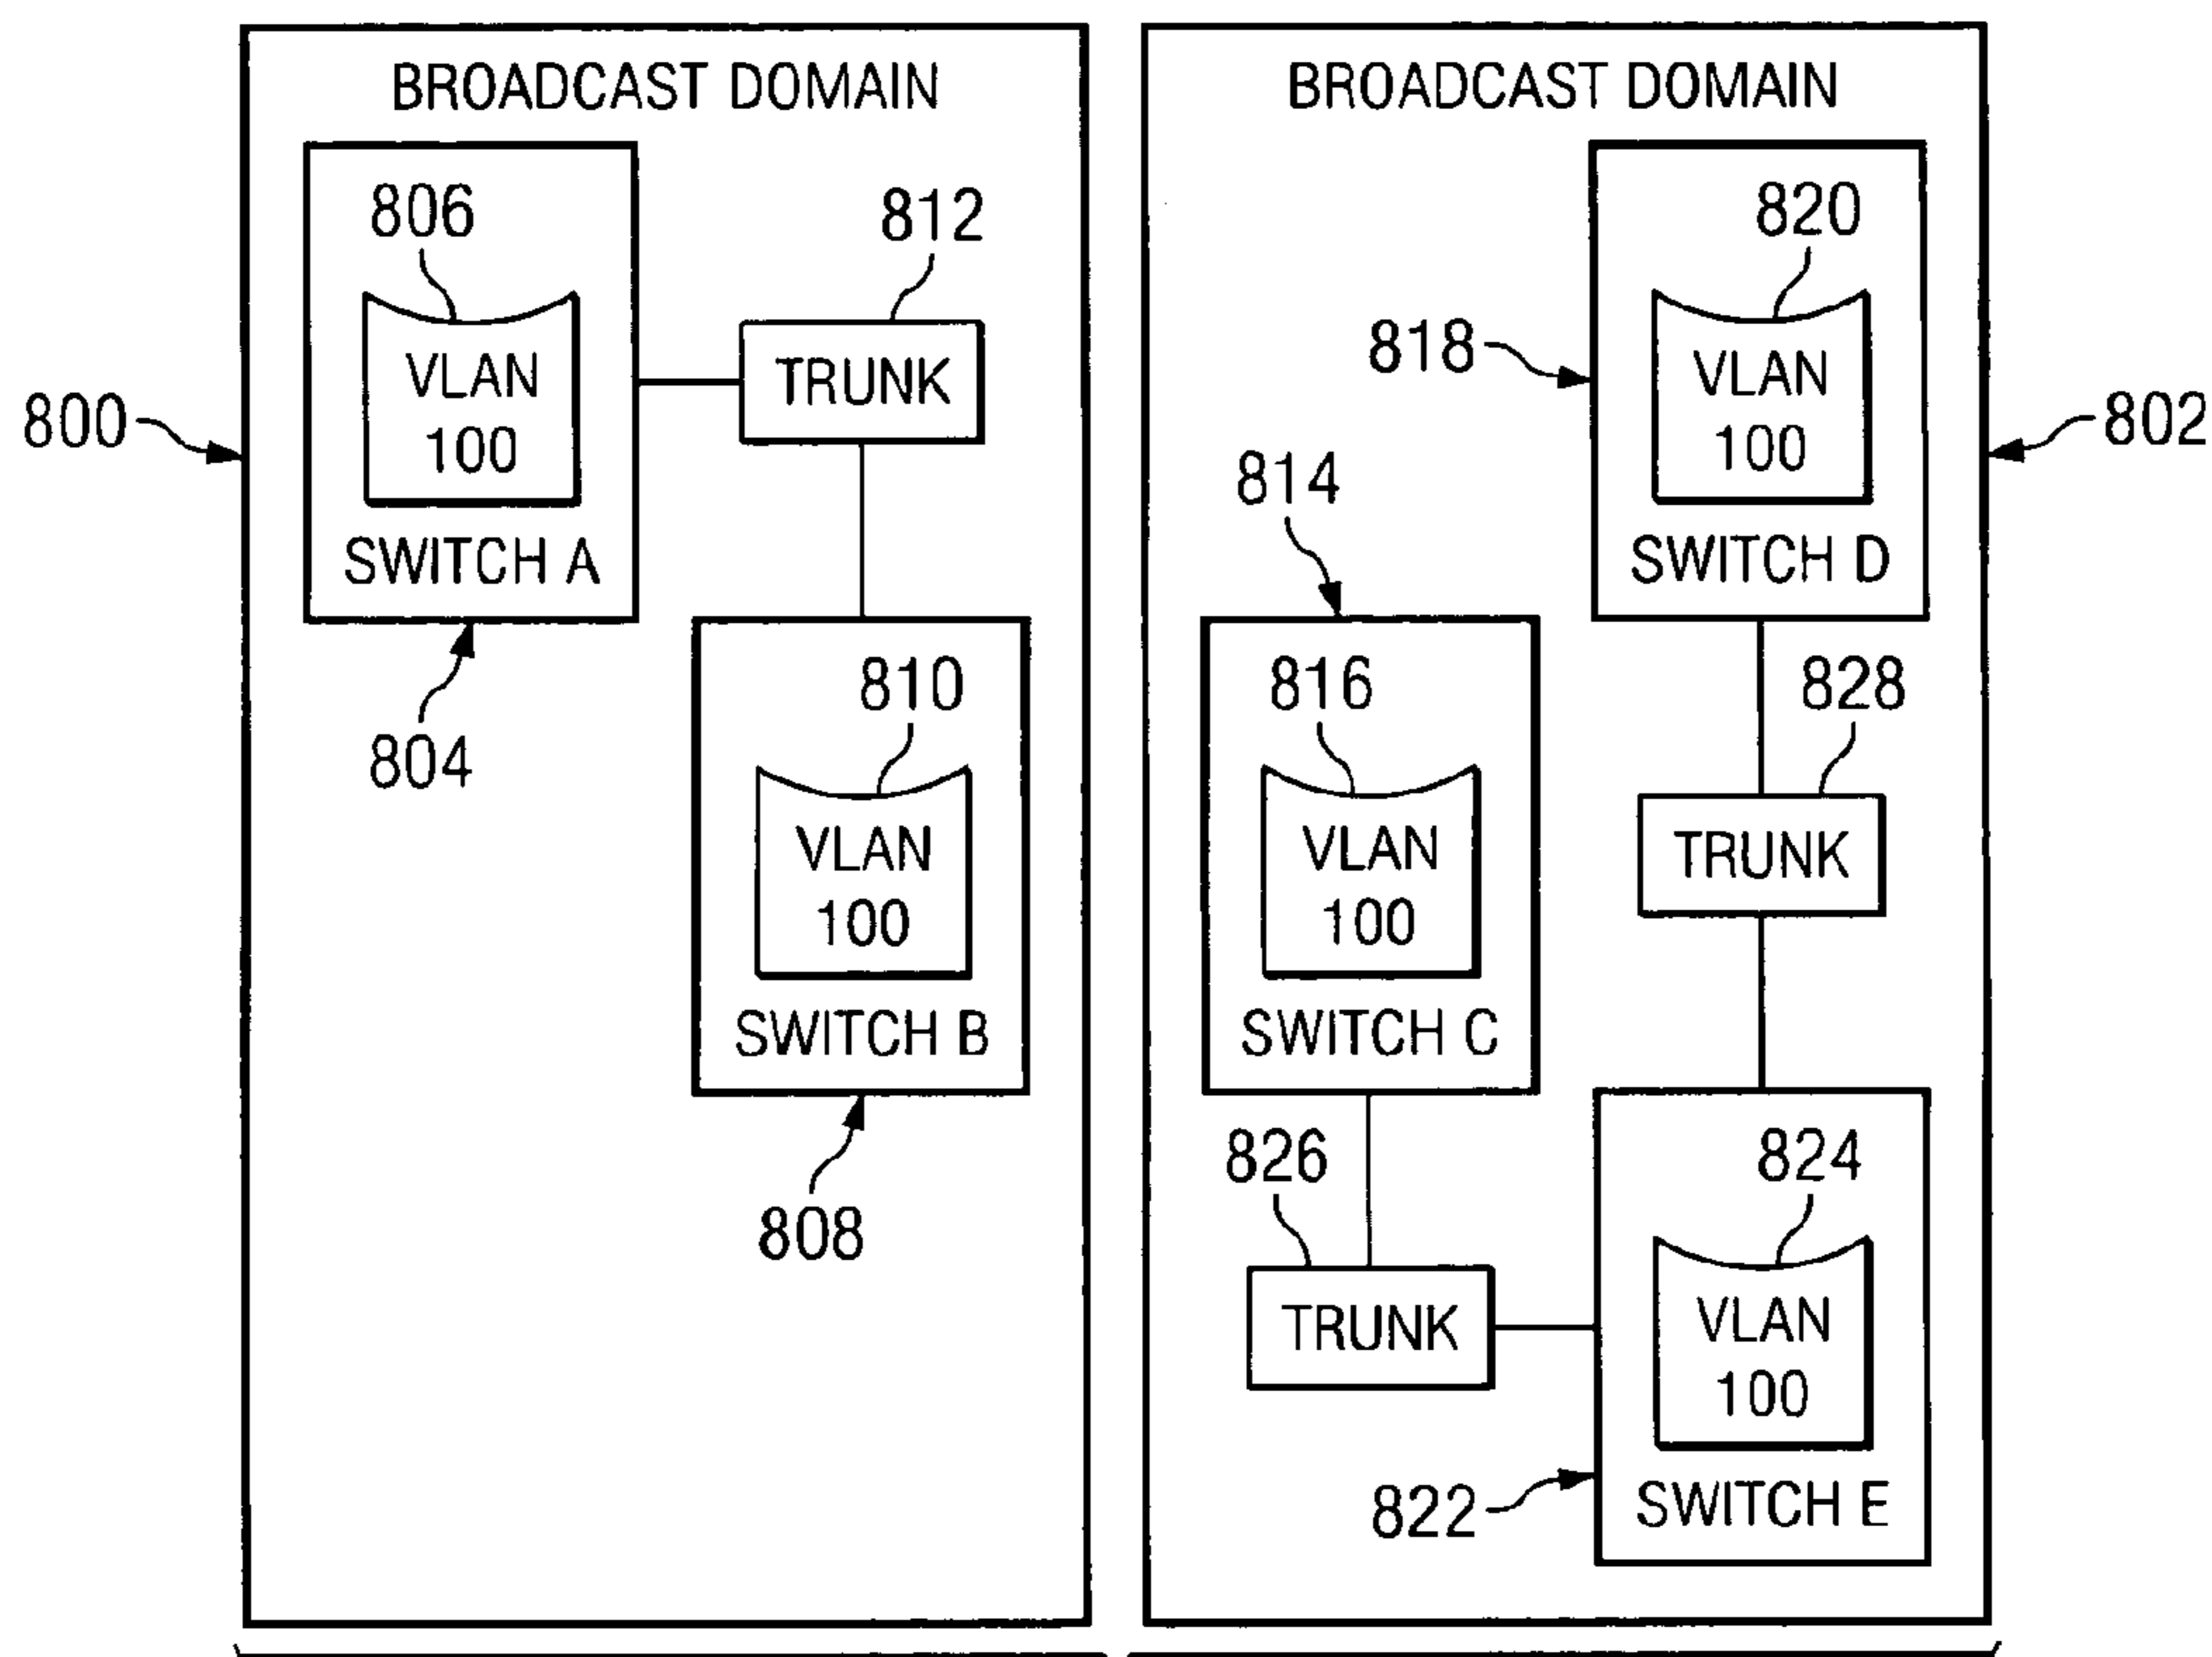 BROADCAST DOMAIN
806
812
VLAN
100
TRUNK
SWITCH A
800
804
810
VLAN
100
SWITCH B
808
BROADCAST DOMAIN
820
818
VLAN
100
SWITCH D
802
814
816
VLAN
100
SWITCH C
828
TRUNK
826
TRUNK
824
VLAN
100
SWITCH E
822